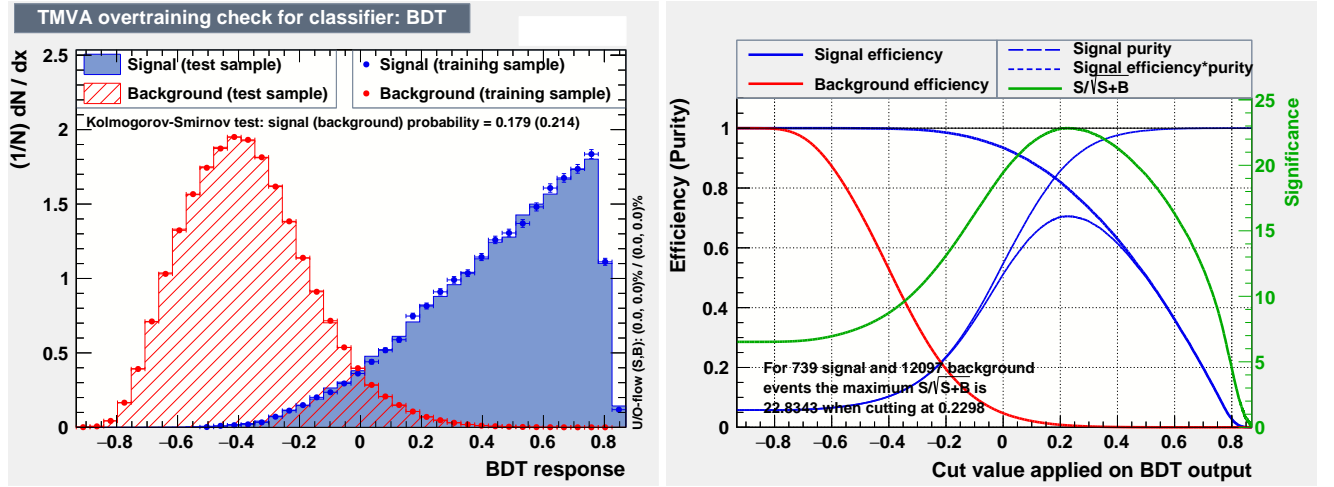 TMVA overtraining check for classifier: BDT
Signal (test sample)
Background (test sample)
Signal (training sample)
Background (training sample)
Kolmogorov-Smirnov test: signal (background) probability = 0.179 (0.214)
(1/N) dN / dx
2.5
2
1.5
1
0.5
0
−0.8 −0.6 −0.4 −0.2 0 0.2 0.4 0.6 0.8
BDT response
U/O-flow (S,B): (0.0, 0.0)% / (0.0, 0.0)%
Signal efficiency
Background efficiency
Signal purity
Signal efficiency*purity
S/√S+B
Efficiency (Purity)
1
0.8
0.6
0.4
0.2
0
For 739 signal and 12097 background
events the maximum S/√S+B is
22.8343 when cutting at 0.2298
−0.8 −0.6 −0.4 −0.2 0 0.2 0.4 0.6 0.8
Cut value applied on BDT output
25
20
15
10
5
0
Significance